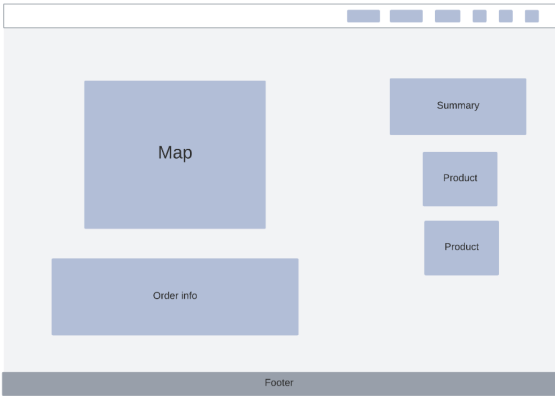 Map
Summary
Product
Product
Order info
Footer